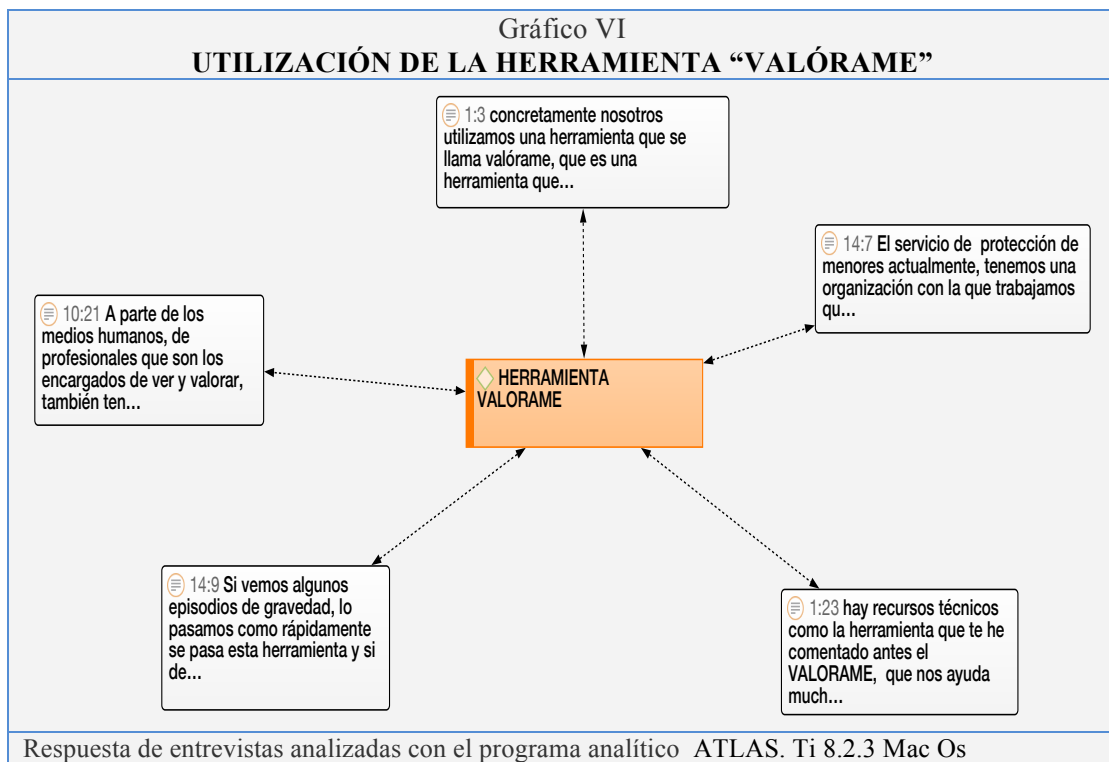 Gráfico VI
UTILIZACIÓN DE LA HERRAMIENTA “VALÓRAME”
1:3 concretamente nosotros
utilizamos una herramienta que se
llama valórame, que es una
herramienta que...
14:7 El servicio de protección de
menores actualmente, tenemos una
organización con la que trabajamos
qu...
10:21 A parte de los
medios humanos, de
profesionales que son los
encargados de ver y valorar,
también ten...
HERRAMIENTA
VALORAME
14:9 Si vemos algunos
episodios de gravedad, lo
pasamos como rápidamente
se pasa esta herramienta y si
de...
1:23 hay recursos técnicos
como la herramienta que te he
comentado antes el
VALORAME, que nos ayuda
much...
Respuesta de entrevistas analizadas con el programa analítico ATLAS. Ti 8.2.3 Mac Os